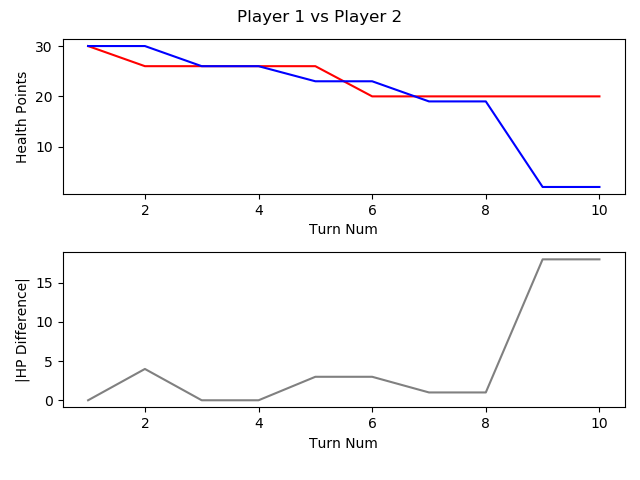 Player 1 vs Player 2
30
20
10
Health Points
2 4 6 8 10
Turn Num
15
10
5
0
|HP Difference|
2 4 6 8 10
Turn Num